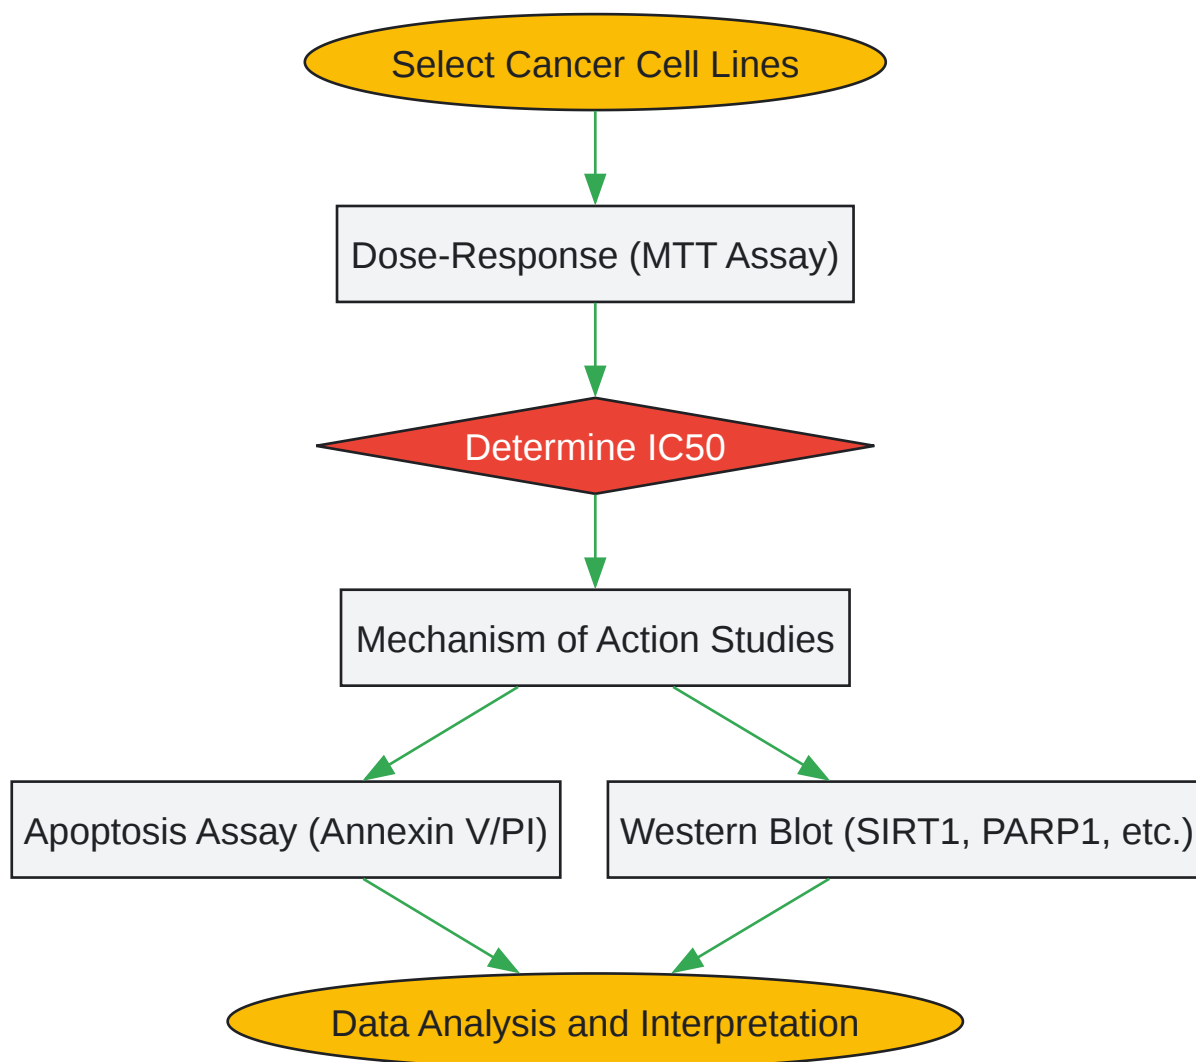 Select Cancer Cell Lines
Dose-Response (MTT Assay)
Determine IC50
Mechanism of Action Studies
Apoptosis Assay (Annexin V/PI)
Western Blot (SIRT1, PARP1, etc.)
Data Analysis and Interpretation